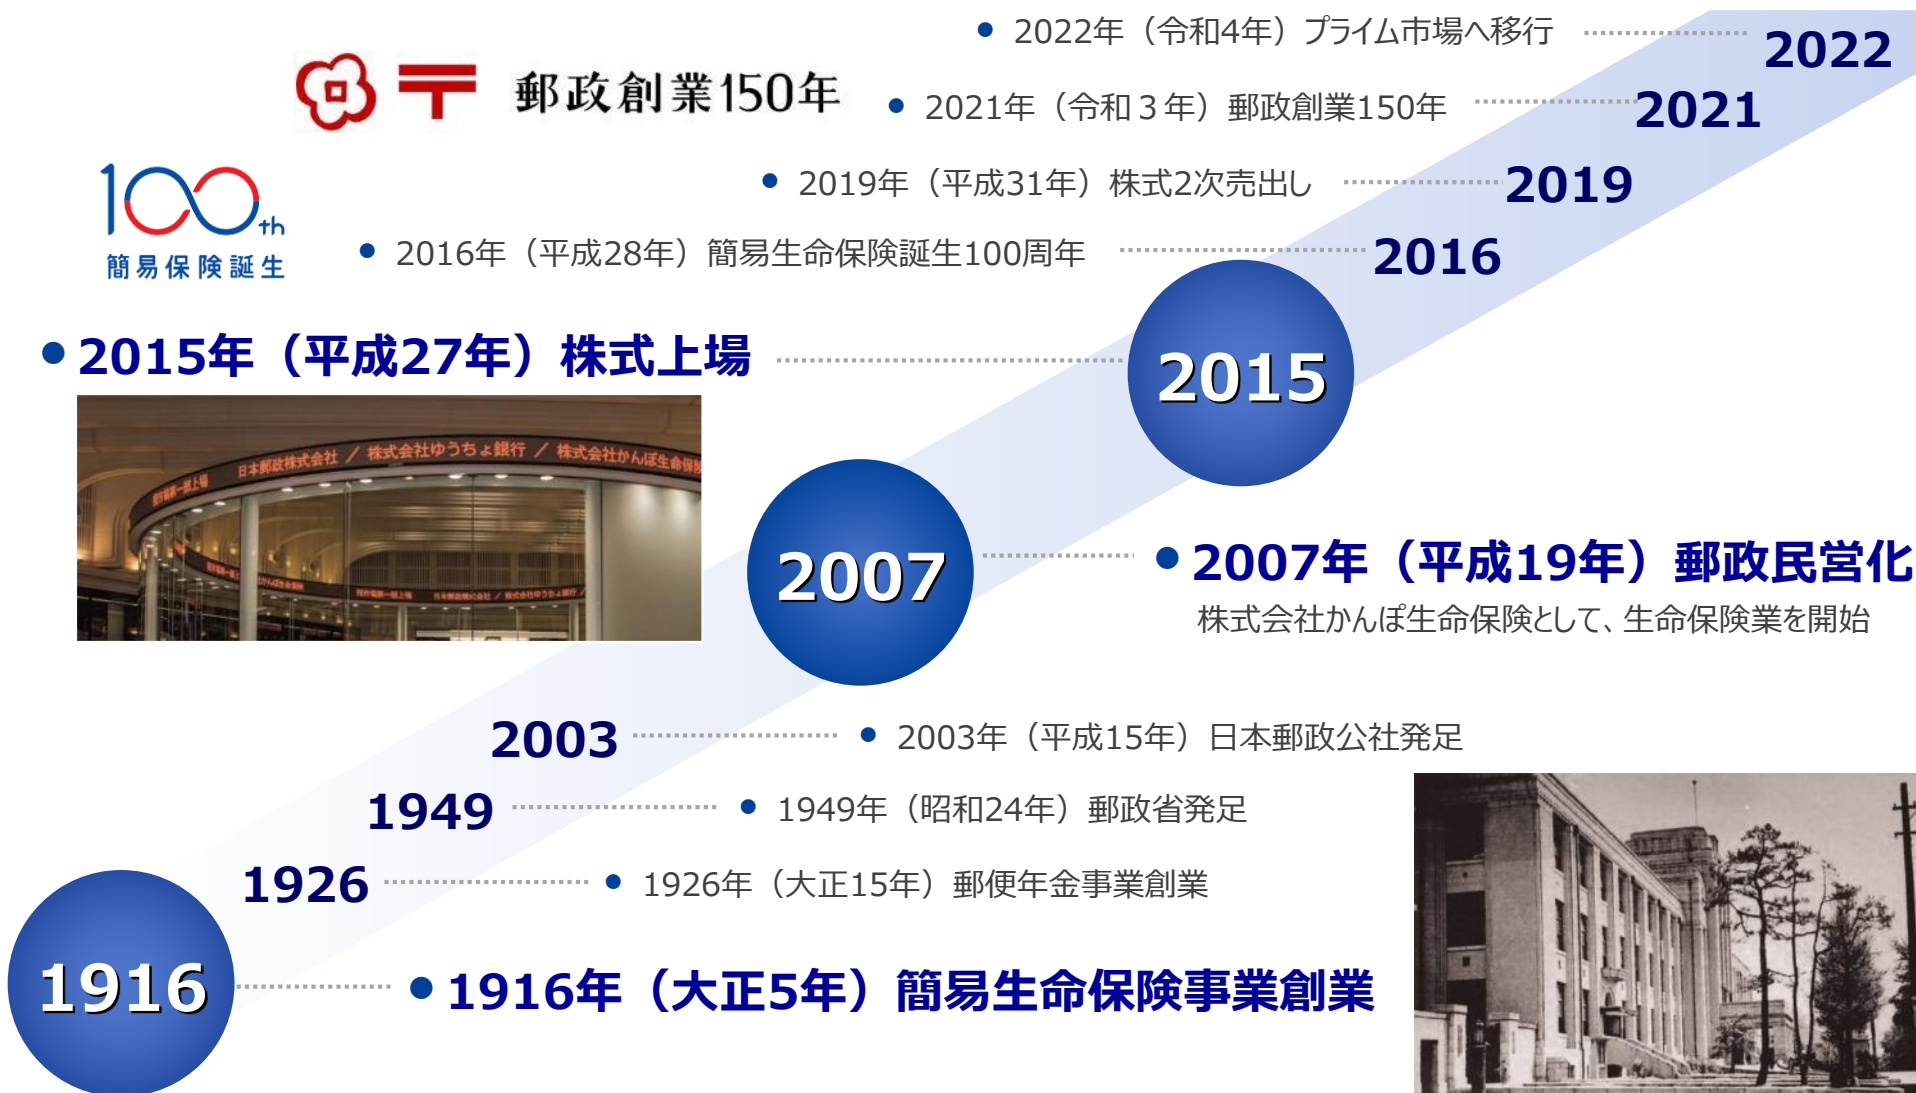 2022年（令和4年）プライム市場へ移行
2022
郵政創業150年
2021年（令和３年）郵政創業150年
2021
100th
簡易保険誕生
2019年（平成31年）株式2次売出し
2019
2016年（平成28年）簡易生命保険誕生100周年
2016
2015年（平成27年）株式上場
2015
日本郵政株式会社 ／ 株式会社ゆうちょ銀行 ／ 株式会社かんぽ生命保険
2007
2007年（平成19年）郵政民営化
株式会社かんぽ生命保険として、生命保険業を開始
2003
2003年（平成15年）日本郵政公社発足
1949
1949年（昭和24年）郵政省発足
1926
1926年（大正15年）郵便年金事業創業
1916
1916年（大正5年）簡易生命保険事業創業